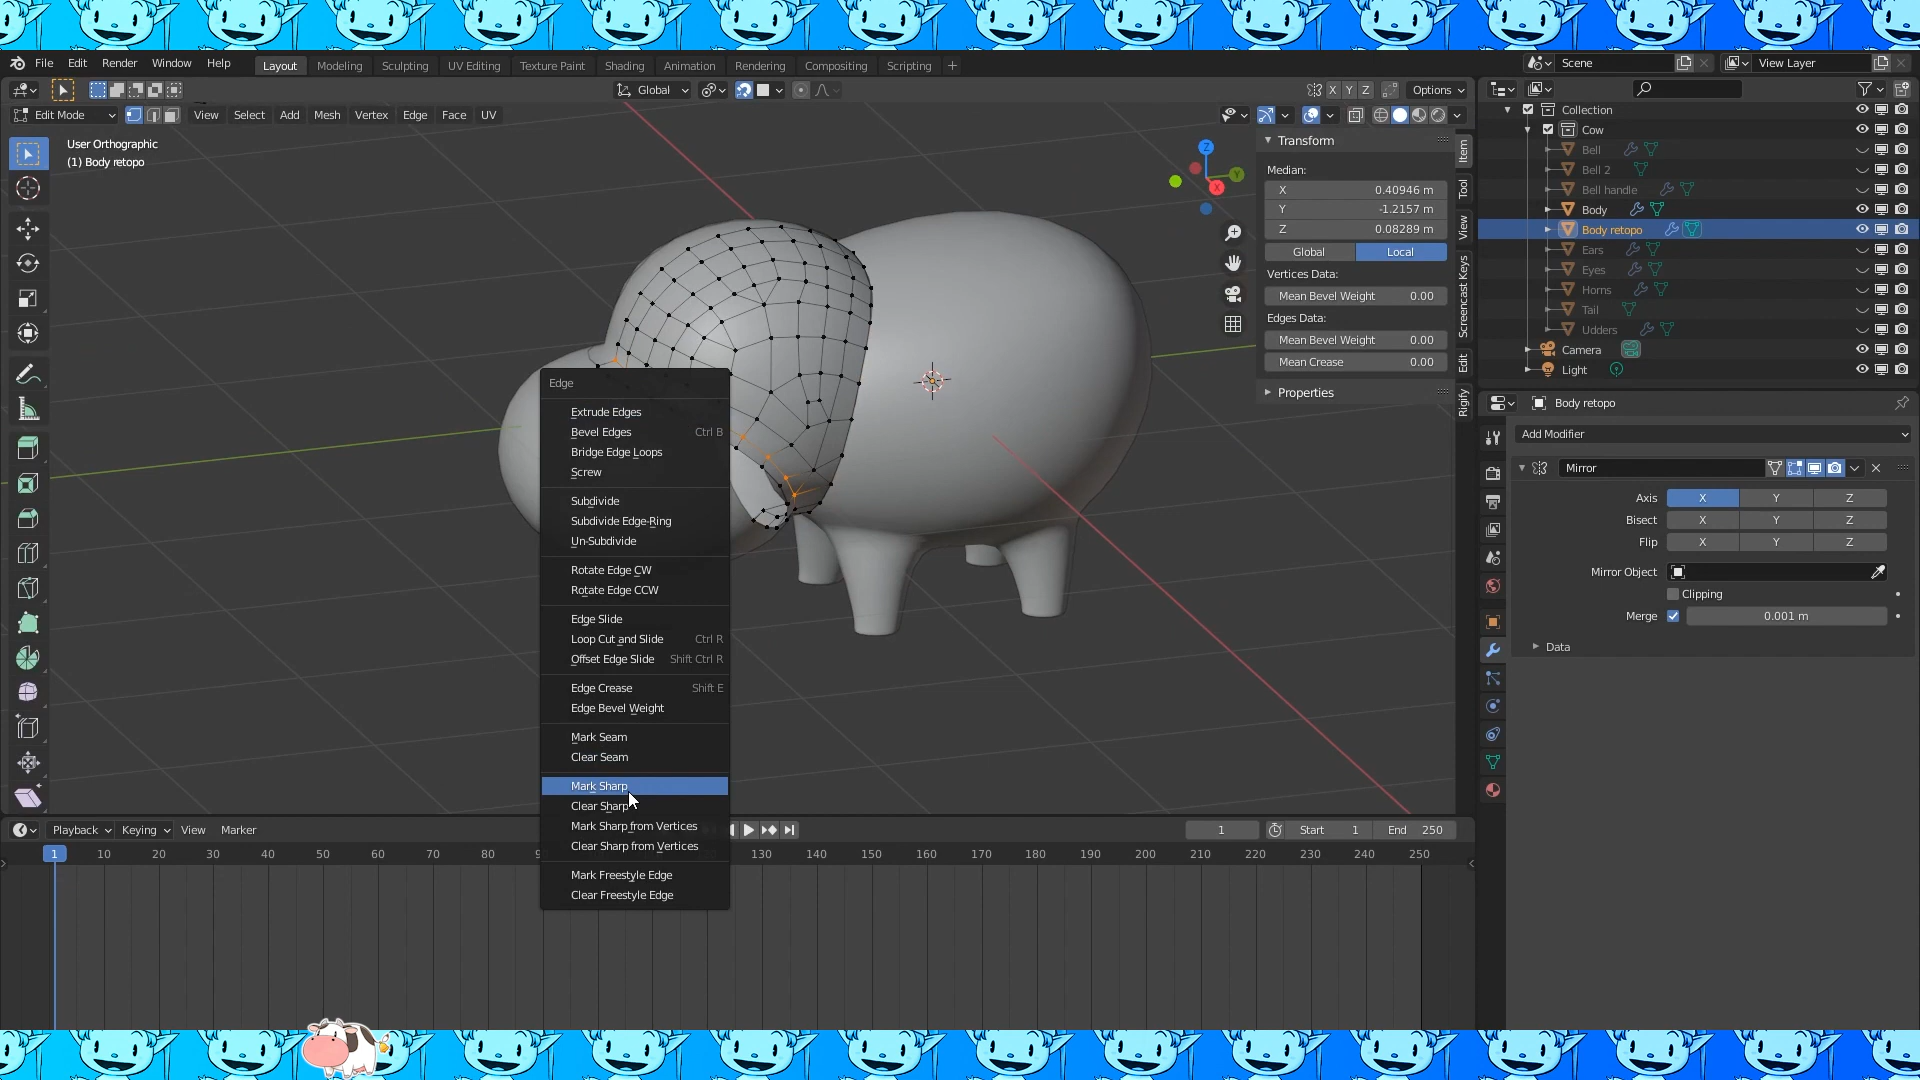 File Edit Render Window Help Layout Modeling Sculpting UV Editing Texture Paint Shading Animation Rendering Compositing Scripting + Scene View Layer
Global X Y Z Options
Edit Mode View Select Add Mesh Vertex Edge Face UV
User Orthographic
(1) Body retopo
Z
Y
X
Transform
Median:
X 0.40946 m
Y -1.2157 m
Z 0.08289 m
Global Local
Vertices Data:
Mean Bevel Weight 0.00
Edges Data:
Mean Bevel Weight 0.00
Mean Crease 0.00
Properties
Item
Tool
View
Screencast Keys
Edit
Rigify
Collection
Cow
Bell
Bell 2
Bell handle
Body
Body retopo
Ears
Eyes
Horns
Tail
Udders
Camera
Light
Body retopo
Add Modifier
Mirror
Axis X Y Z
Bisect X Y Z
Flip X Y Z
Mirror Object
Clipping
Merge 0.001 m
Data
Edge
Extrude Edges
Bevel Edges Ctrl B
Bridge Edge Loops
Screw
Subdivide
Subdivide Edge-Ring
Un-Subdivide
Rotate Edge CW
Rotate Edge CCW
Edge Slide
Loop Cut and Slide Ctrl R
Offset Edge Slide Shift Ctrl R
Edge Crease Shift E
Edge Bevel Weight
Mark Seam
Clear Seam
Mark Sharp
Clear Sharp
Mark Sharp from Vertices
Clear Sharp from Vertices
Mark Freestyle Edge
Clear Freestyle Edge
Playback Keying View Marker 1 Start 1 End 250
1 10 20 30 40 50 60 70 80 130 140 150 160 170 180 190 200 210 220 230 240 250